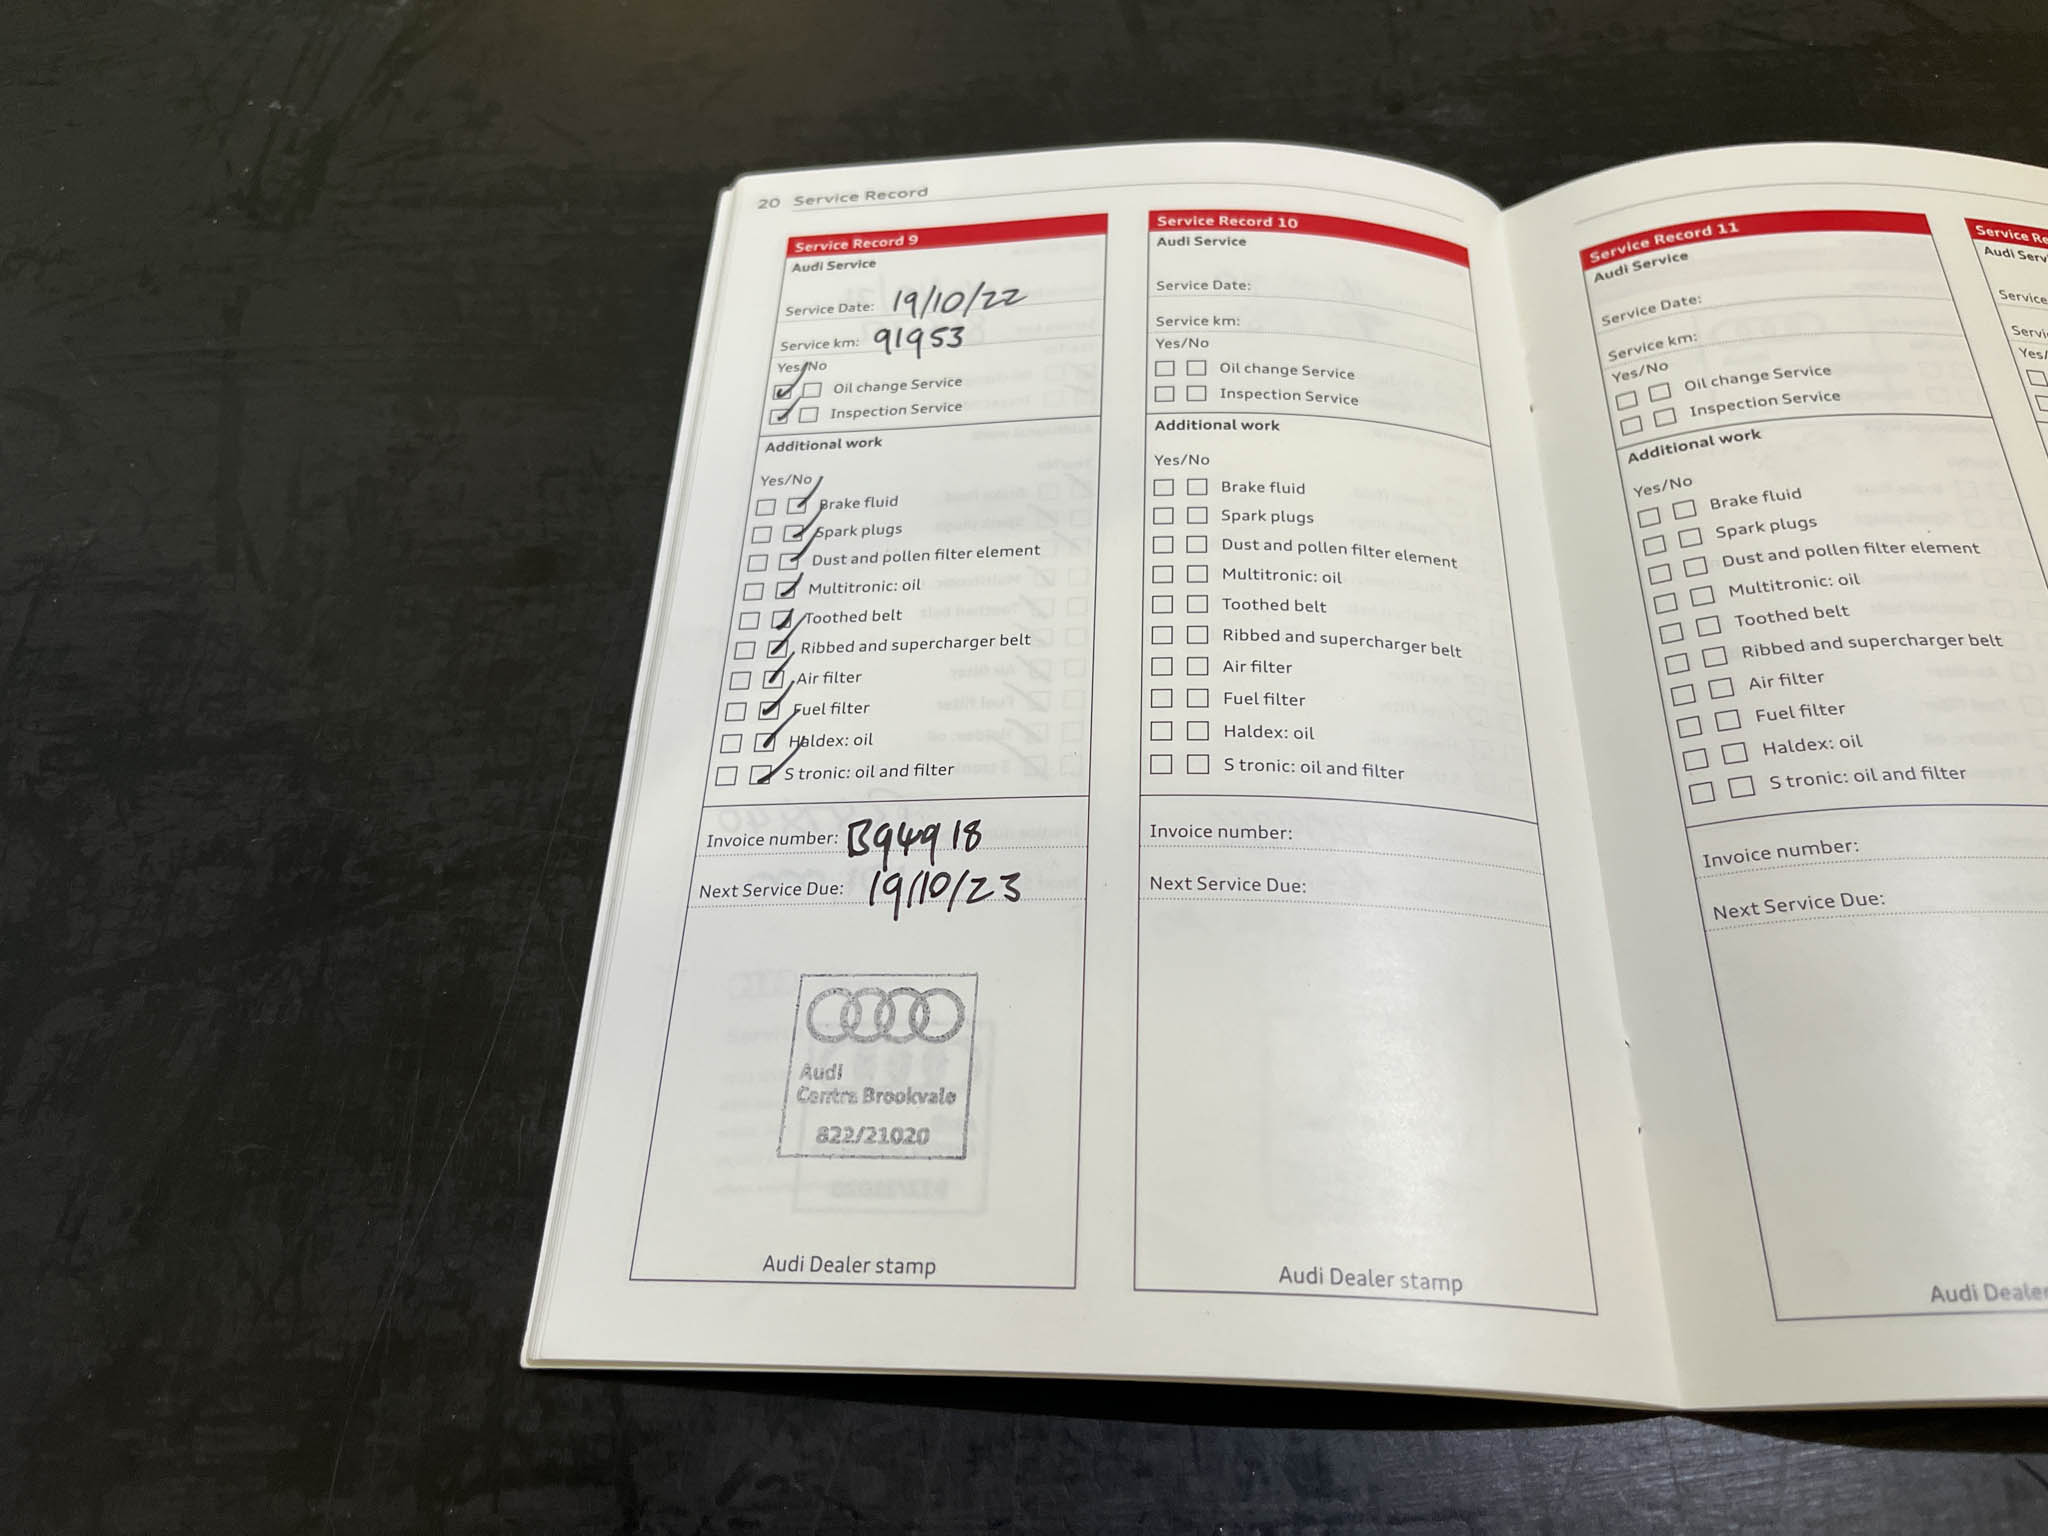 20 Service Record
Service Record 9
Audi Service
Service Date: 19/10/22
Service km: 91953
Yes/No
Oil change Service
Inspection Service
Additional work
Yes/No
Brake fluid
Spark plugs
Dust and pollen filter element
Multitronic: oil
Toothed belt
Ribbed and supercharger belt
Air filter
Fuel filter
Haldex: oil
S tronic: oil and filter
Invoice number: B94918
Next Service Due: 19/10/23
Audi
Centre Brookvale
822/21020
Audi Dealer stamp
Service Record 10
Audi Service
Service Date:
Service km:
Yes/No
Oil change Service
Inspection Service
Additional work
Yes/No
Brake fluid
Spark plugs
Dust and pollen filter element
Multitronic: oil
Toothed belt
Ribbed and supercharger belt
Air filter
Fuel filter
Haldex: oil
S tronic: oil and filter
Invoice number:
Next Service Due:
Audi Dealer stamp
Service Record 11
Audi Service
Service Date:
Service km:
Yes/No
Oil change Service
Inspection Service
Additional work
Yes/No
Brake fluid
Spark plugs
Dust and pollen filter element
Multitronic: oil
Toothed belt
Ribbed and supercharger belt
Air filter
Fuel filter
Haldex: oil
S tronic: oil and filter
Invoice number:
Next Service Due:
Audi Dealer
Service
Audi
Service